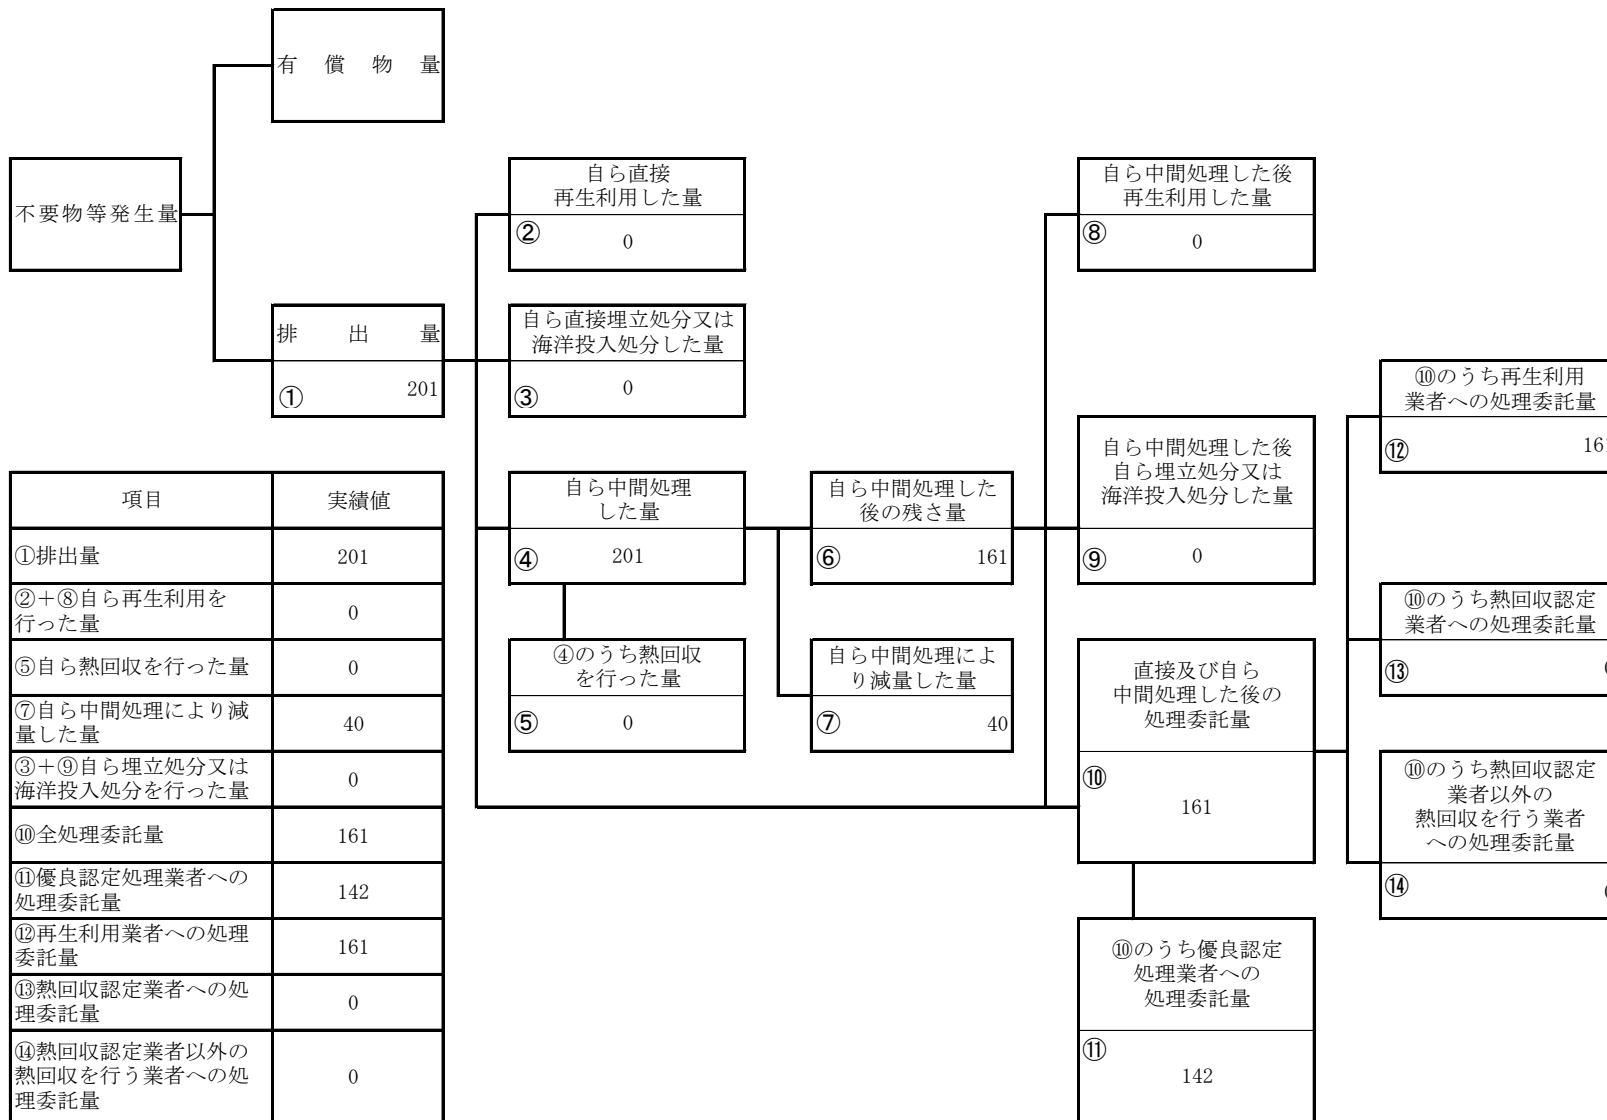 有償物量
不要物等発生量
排出量
① 201
自ら直接
再生利用した量
② 0
自ら直接埋立処分又は
海洋投入処分した量
③ 0
自ら中間処理
した量
④ 201
④のうち熱回収
を行った量
⑤ 0
自ら中間処理した
後の残さ量
⑥ 161
自ら中間処理によ
り減量した量
⑦ 40
自ら中間処理した後
再生利用した量
⑧ 0
自ら中間処理した後
自ら埋立処分又は
海洋投入処分した量
⑨ 0
直接及び自ら
中間処理した後の
処理委託量
⑩
161
⑩のうち優良認定
処理業者への
処理委託量
⑪
142
⑩のうち再生利用
業者への処理委託量
⑫ 161
⑩のうち熱回収認定
業者への処理委託量
⑬
⑩のうち熱回収認定
業者以外の
熱回収を行う業者
への処理委託量
⑭
項目 実績値
①排出量 201
②+⑧自ら再生利用を
行った量 0
⑤自ら熱回収を行った量 0
⑦自ら中間処理により減
量した量 40
③+⑨自ら埋立処分又は
海洋投入処分を行った量 0
⑩全処理委託量 161
⑪優良認定処理業者への
処理委託量 142
⑫再生利用業者への処理
委託量 161
⑬熱回収認定業者への処
理委託量 0
⑭熱回収認定業者以外の
熱回収を行う業者への処
理委託量 0